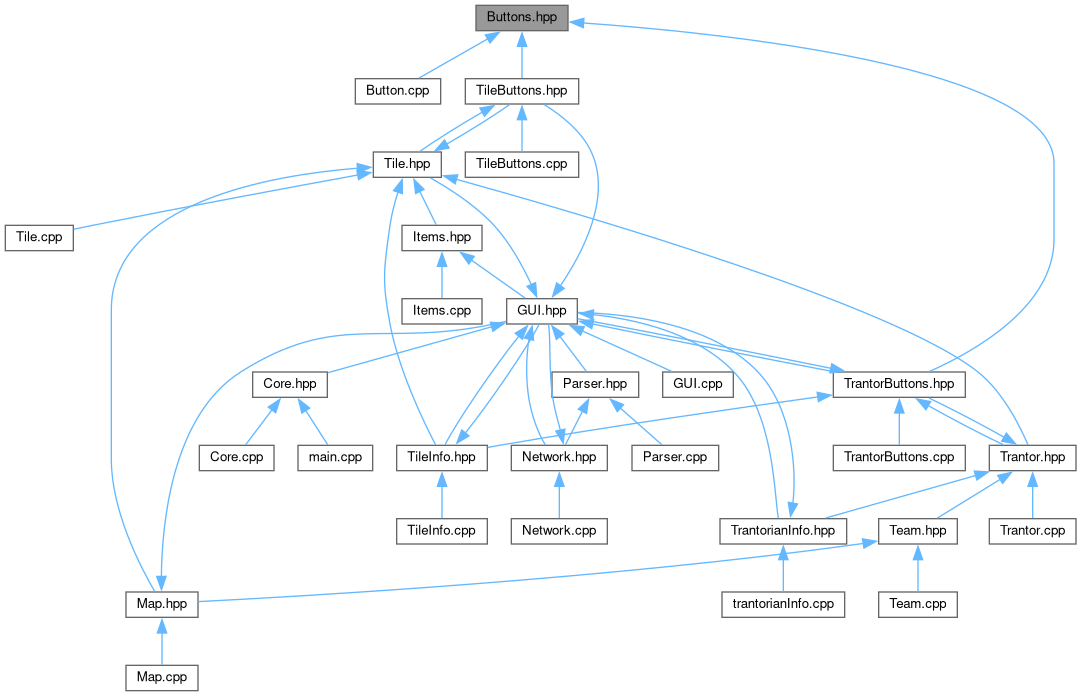 Buttons.hpp
Button.cpp
TileButtons.hpp
Tile.hpp
TileButtons.cpp
Tile.cpp
Items.hpp
Items.cpp
GUI.hpp
Core.hpp
Parser.hpp
GUI.cpp
TrantorButtons.hpp
Core.cpp
main.cpp
TileInfo.hpp
Network.hpp
Parser.cpp
TrantorButtons.cpp
Trantor.hpp
TileInfo.cpp
Network.cpp
TrantorianInfo.hpp
Team.hpp
Trantor.cpp
Map.hpp
trantorianInfo.cpp
Team.cpp
Map.cpp